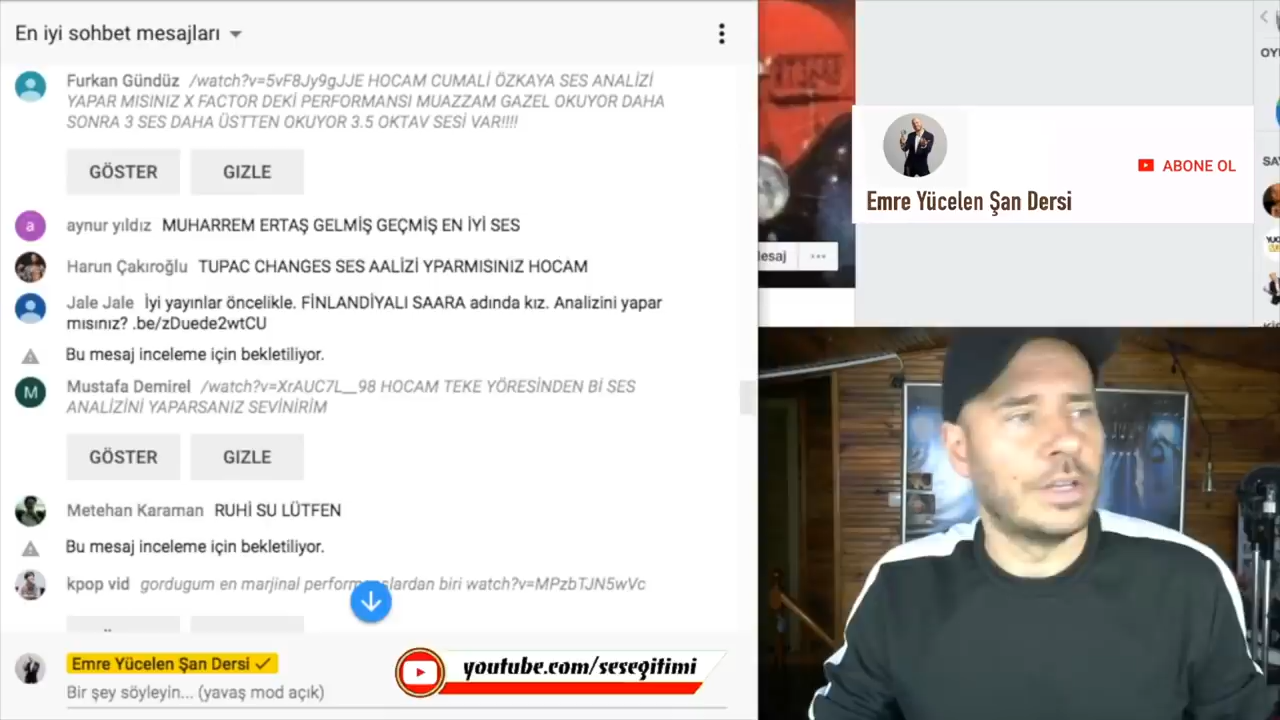 En iyi sohbet mesajları
Furkan Gündüz /watch?v=5vF8Jy9gJJE HOCAM CUMALİ ÖZKAYA SES ANALİZİ
YAPAR MISINIZ X FACTOR DEKİ PERFORMANSI MUAZZAM GAZEL OKUYOR DAHA
SONRA 3 SES DAHA ÜSTTEN OKUYOR 3.5 OKTAV SESİ VAR!!!!
GÖSTER GIZLE
a aynur yıldız MUHARREM ERTAŞ GELMİŞ GEÇMİŞ EN İYİ SES
Harun Çakıroğlu TUPAC CHANGES SES AALİZİ YPARMISINIZ HOCAM
Jale Jale İyi yayınlar öncelikle. FİNLANDİYALI SAARA adında kız. Analizini yapar
mısınız? .be/zDuede2wtCU
Bu mesaj inceleme için bekletiliyor.
M Mustafa Demirel /watch?v=XrAUC7L__98 HOCAM TEKE YÖRESİNDEN Bİ SES
ANALİZİNİ YAPARSANIZ SEVİNİRİM
GÖSTER GIZLE
Metehan Karaman RUHİ SU LÜTFEN
Bu mesaj inceleme için bekletiliyor.
kpop vid gordugum en marjinal performanslardan biri watch?v=MPzbTJN5wVc
Emre Yücelen Şan Dersi
Bir şey söyleyin... (yavaş mod açık)
youtube.com/sesegitimi
ABONE OL
Emre Yücelen Şan Dersi
esaj
OYI
SAY